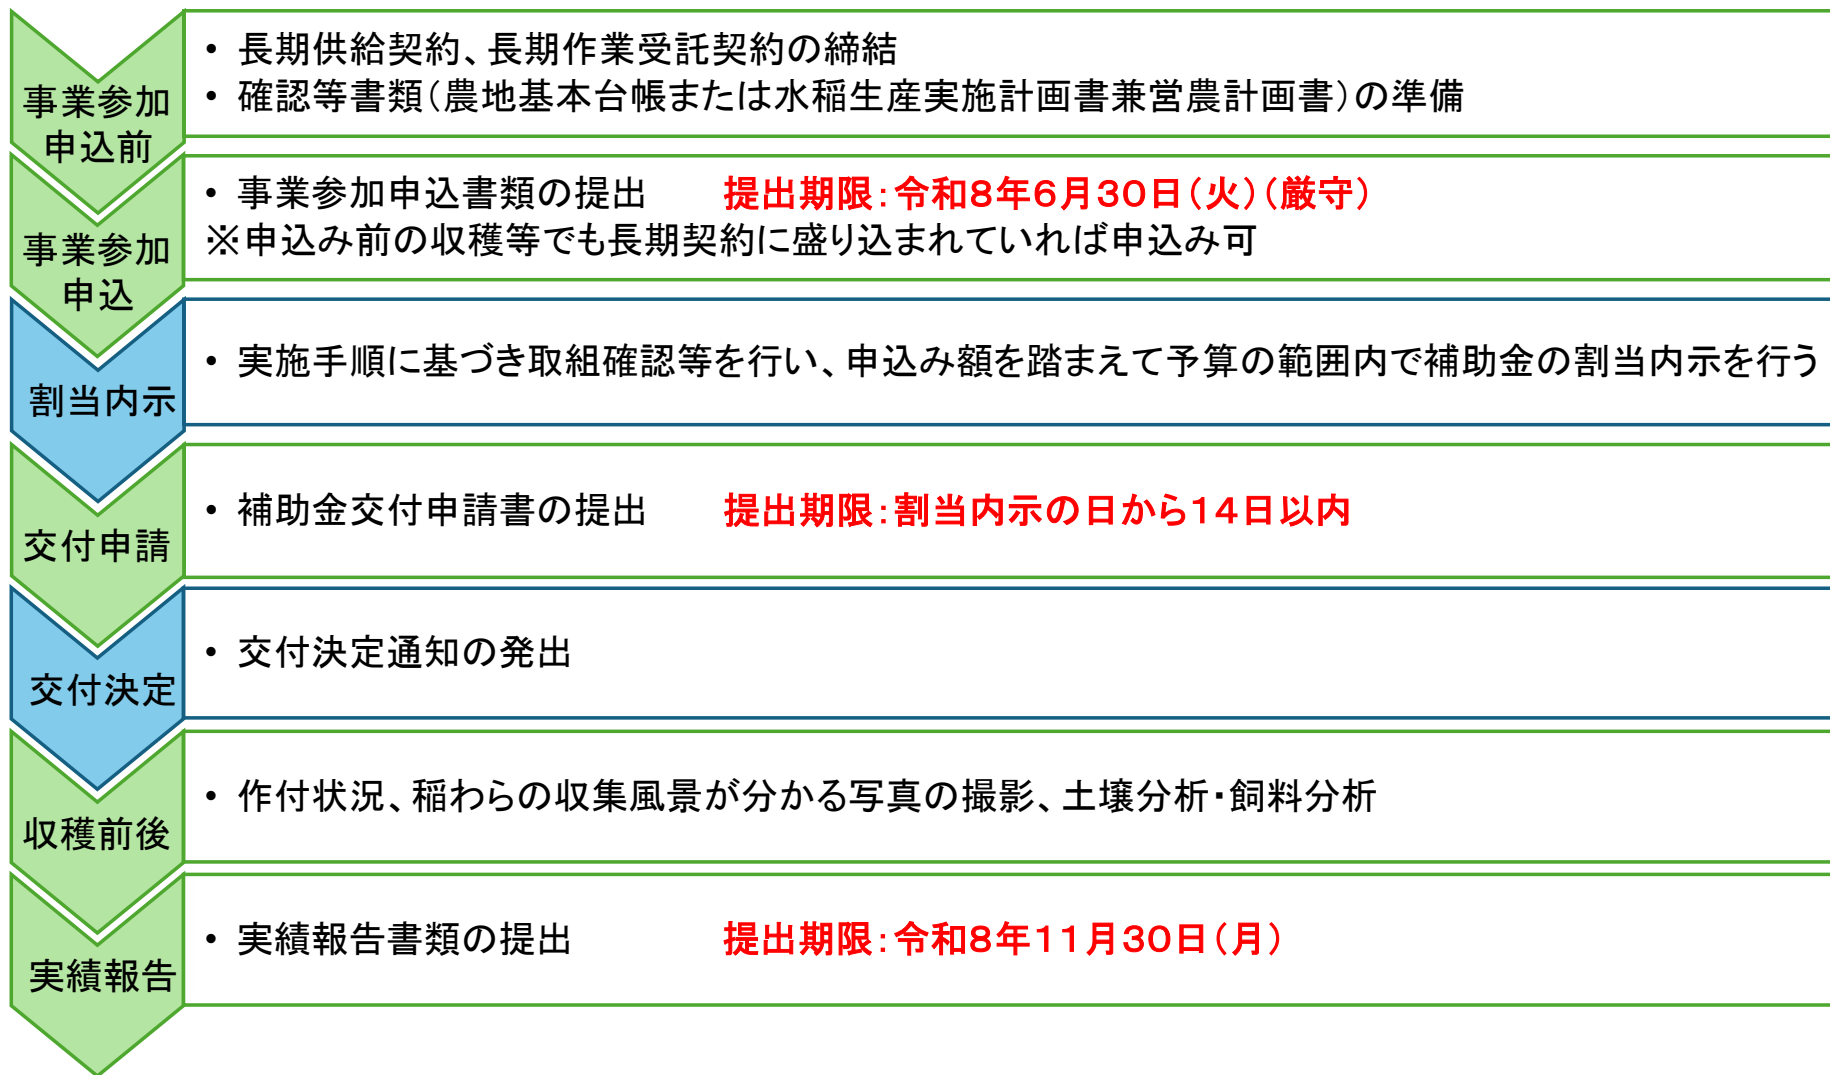 事業参加
申込前
• 長期供給契約、長期作業受託契約の締結
• 確認等書類（農地基本台帳または水稲生産実施計画書兼営農計画書）の準備
事業参加
申込
• 事業参加申込書類の提出　　提出期限：令和８年６月３０日（火）（厳守）
※申込み前の収穫等でも長期契約に盛り込まれていれば申込み可
割当内示
• 実施手順に基づき取組確認等を行い、申込み額を踏まえて予算の範囲内で補助金の割当内示を行う
交付申請
• 補助金交付申請書の提出　　提出期限：割当内示の日から１４日以内
交付決定
• 交付決定通知の発出
収穫前後
• 作付状況、稲わらの収集風景が分かる写真の撮影、土壌分析・飼料分析
実績報告
• 実績報告書類の提出　　提出期限：令和８年１１月３０日（月）